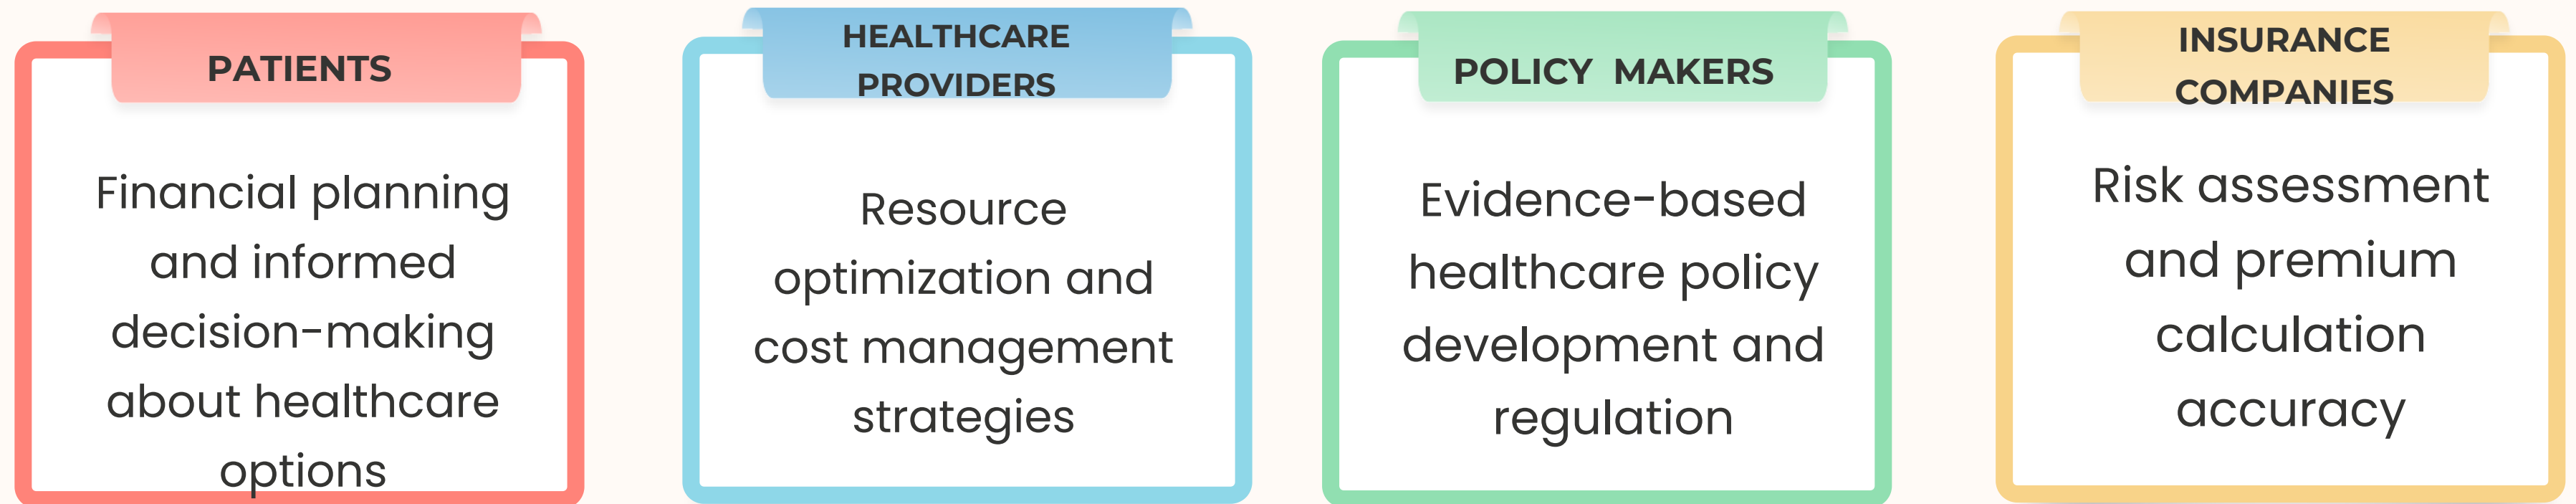 PATIENTS
Financial planning
and informed
decision-making
about healthcare
options
HEALTHCARE
PROVIDERS
Resource
optimization and
cost management
strategies
POLICY MAKERS
Evidence-based
healthcare policy
development and
regulation
INSURANCE
COMPANIES
Risk assessment
and premium
calculation
accuracy